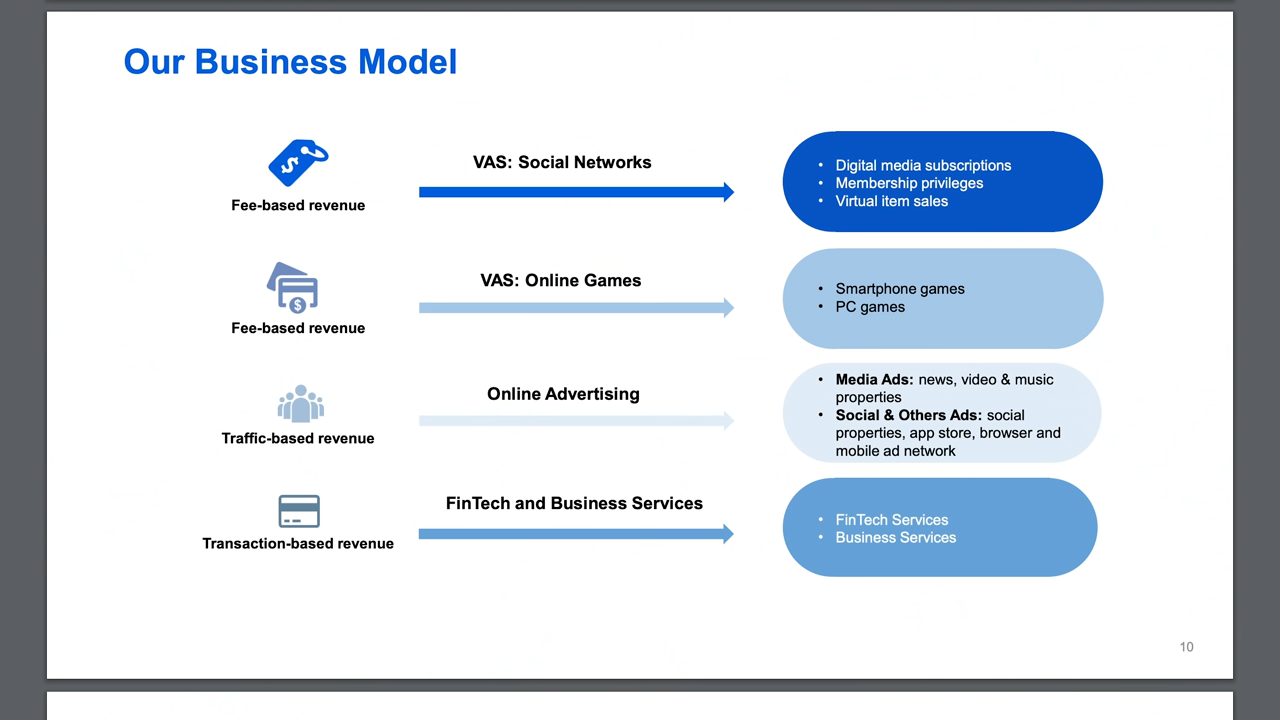 Our Business Model
Fee-based revenue
VAS: Social Networks
• Digital media subscriptions
• Membership privileges
• Virtual item sales
Fee-based revenue
VAS: Online Games
• Smartphone games
• PC games
Traffic-based revenue
Online Advertising
• Media Ads: news, video & music
properties
• Social & Others Ads: social
properties, app store, browser and
mobile ad network
Transaction-based revenue
FinTech and Business Services
• FinTech Services
• Business Services
10